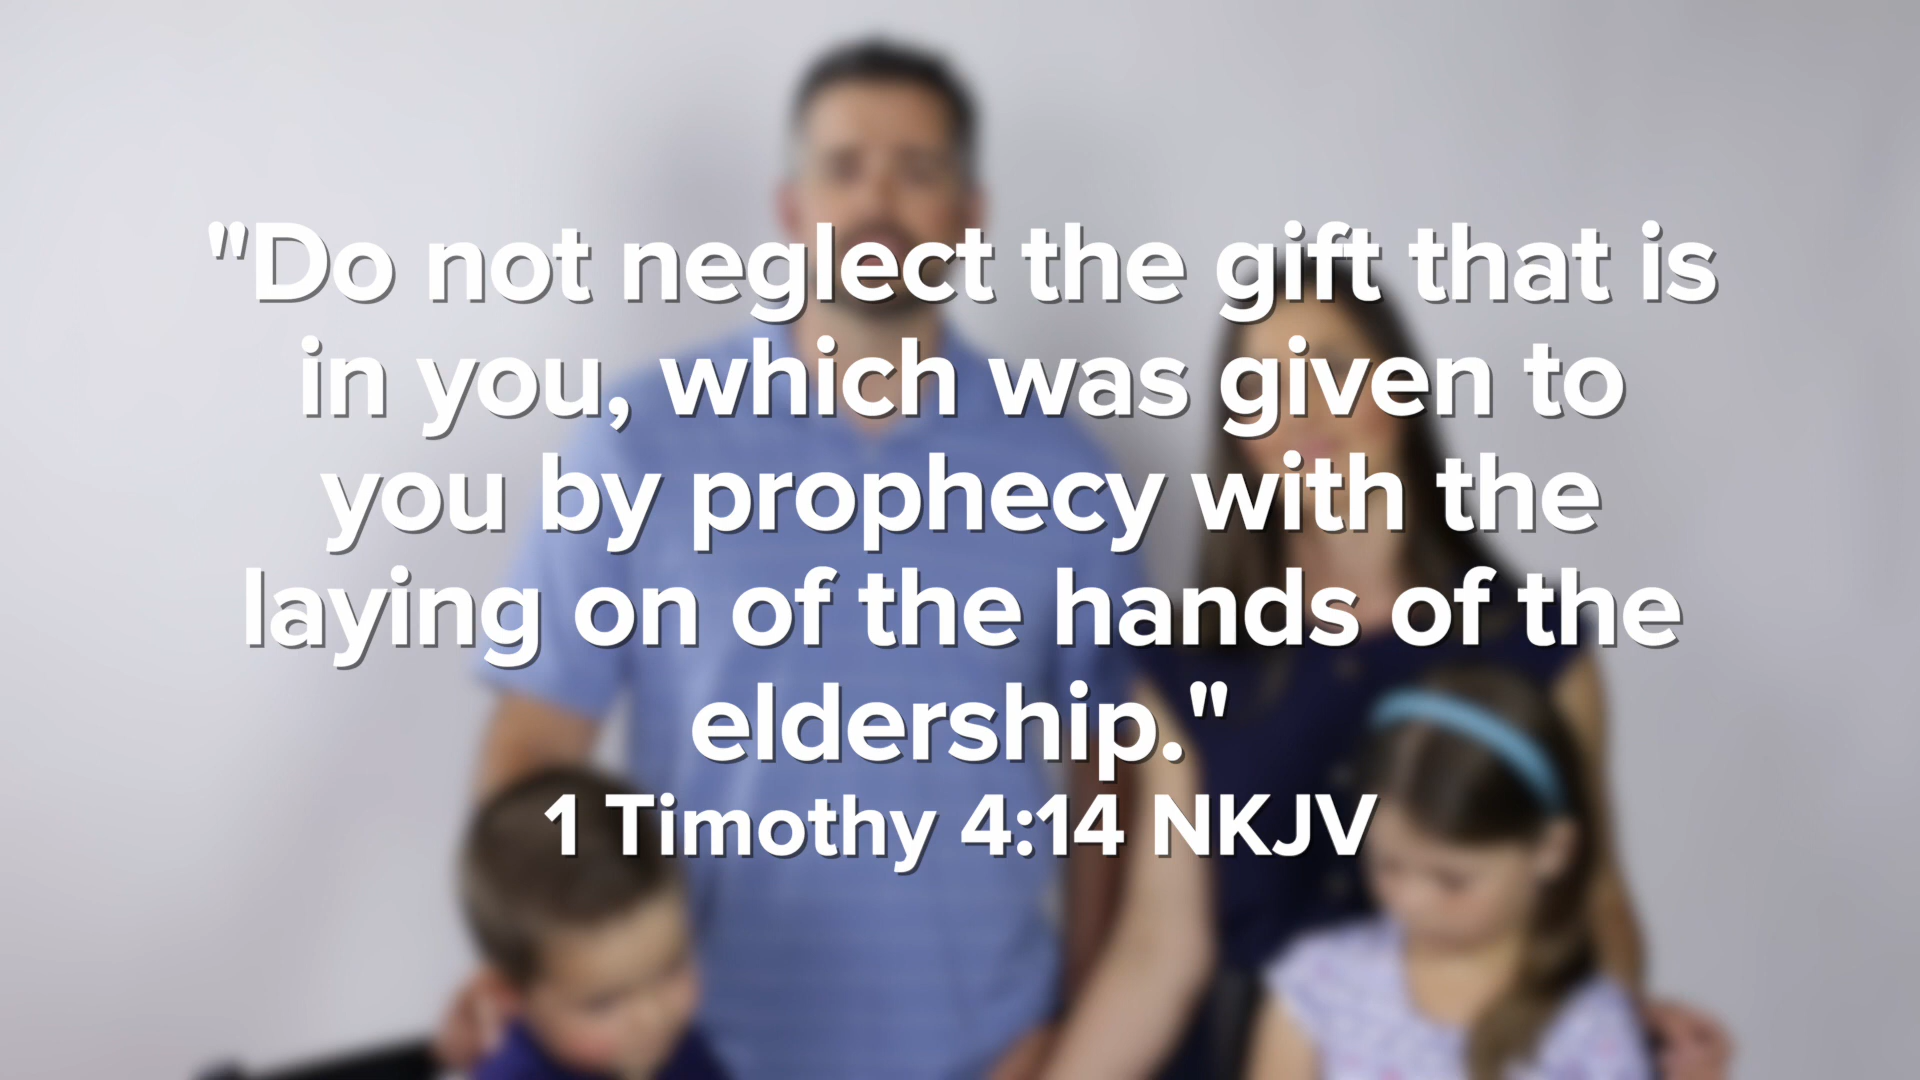 "Do not neglect the gift that is
in you, which was given to
you by prophecy with the
laying on of the hands of the
eldership."
1 Timothy 4:14 NKJV